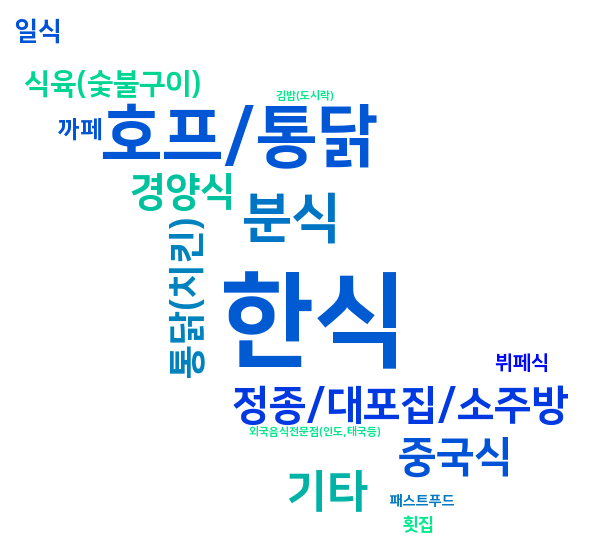 일식
식육(숯불구이)
김밥(도시락)
까페
호프/통닭
경양식
분식
통닭(치킨)
한식
뷔페식
정종/대포집/소주방
외국음식전문점(인도,태국등)
중국식
기타
패스트푸드
횟집